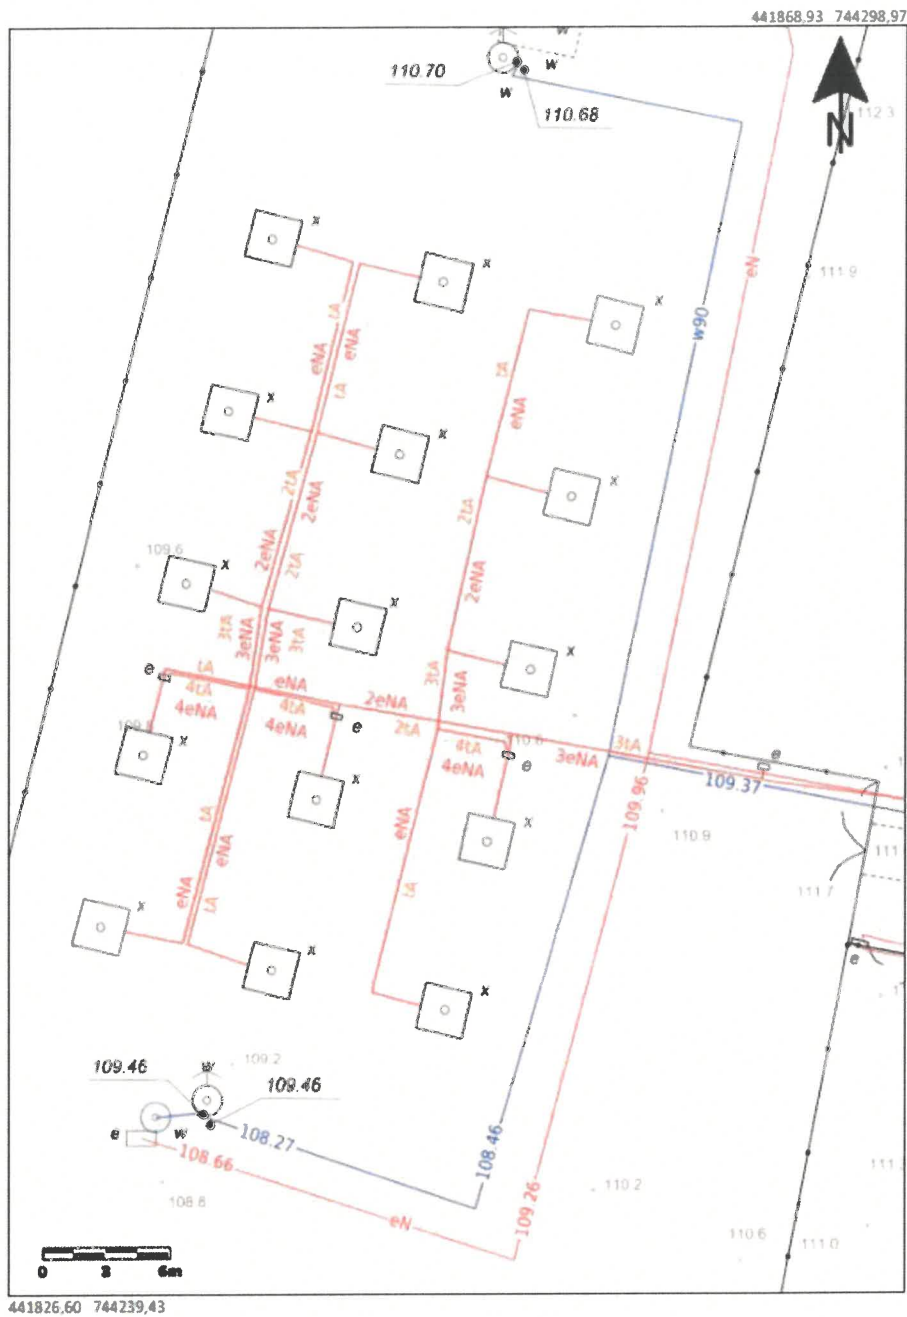 441868,93 744298,97
w
w
110.70
w
110.68
N
112.3
x
x
eN
111.9
x
w90
tA
eNA
eNA
tA
tA
x
eNA
x
x
2tA
2eNA
2tA
109.6
2eNA
2tA
2eNA
x
x
3tA
3eNA
3eNA
3tA
3tA
3eNA
x
e
tA
4tA
4eNA
eNA
4tA
4eNA
2eNA
2tA
e
109.8
x
4tA
4eNA
110.6
e
3eNA
3tA
e
109.37
x
109.96
tA
eNA
eNA
x
110.9
111.7
eNA
tA
tA
x
x
x
e
109.46
w
109.2
109.46
e
w
108.27
108.66
108.46
109.26
108.8
eN
110.2
110.6
111.0
0 3 6m
441826,60 744239,43